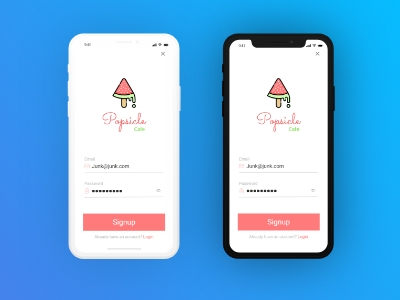 9:41
Popsicle
Cafe
Email
Junk@junk.com
Password
Signup
Already have an account? Login
9:41
Popsicle
Cafe
Email
Junk@junk.com
Password
Signup
Already have an account? Login